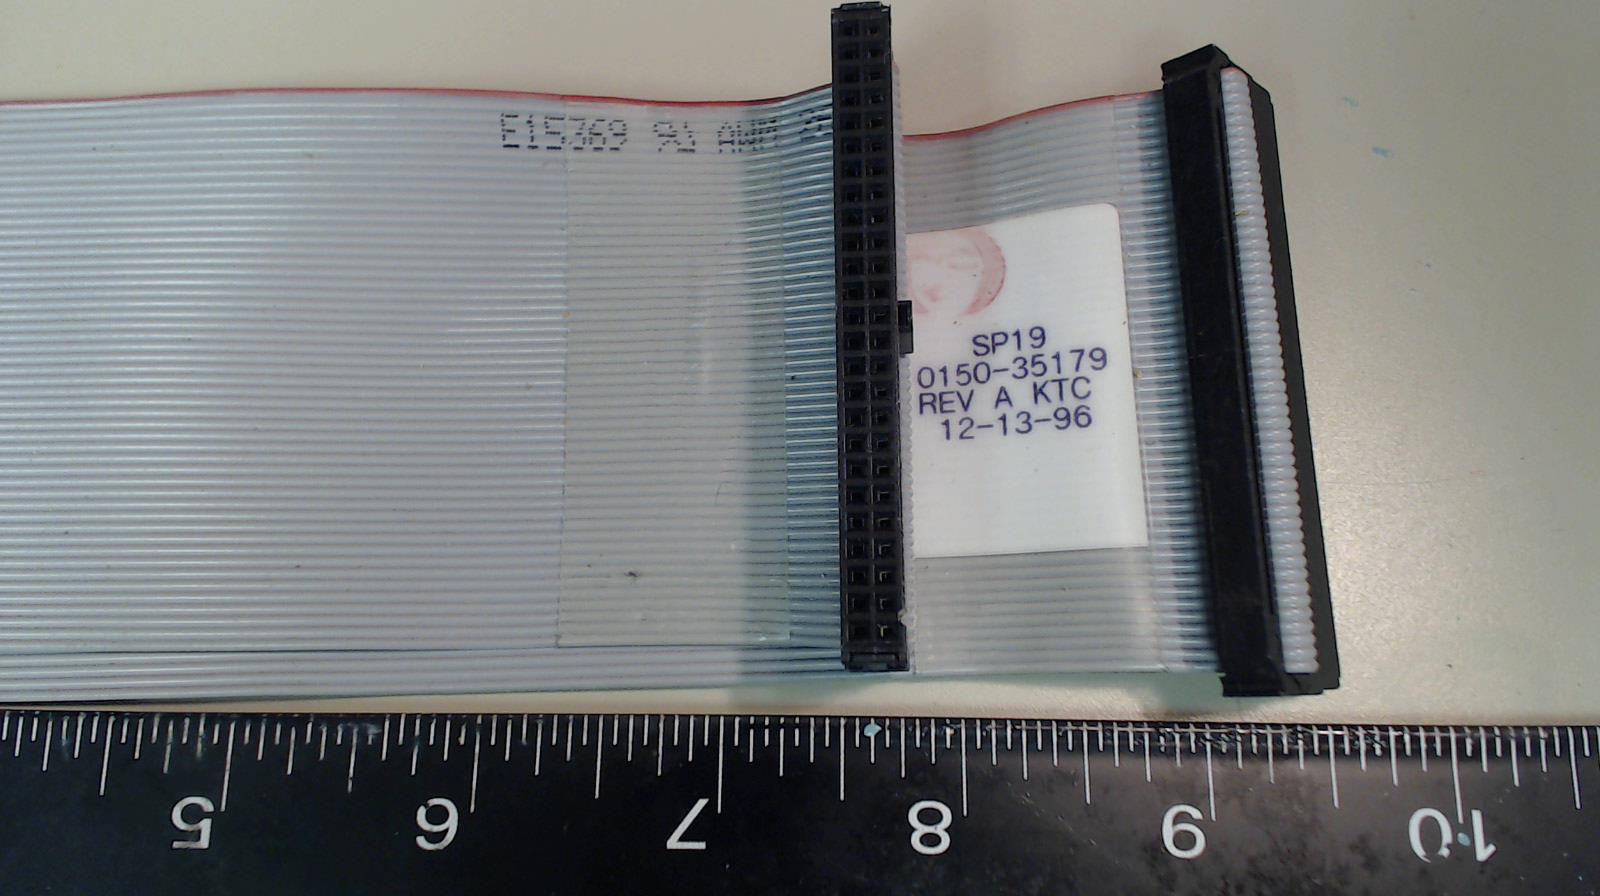 E15369 AWM
SP19
0150-35179
REV A KTC
12-13-96
5 6 7 8 9 10